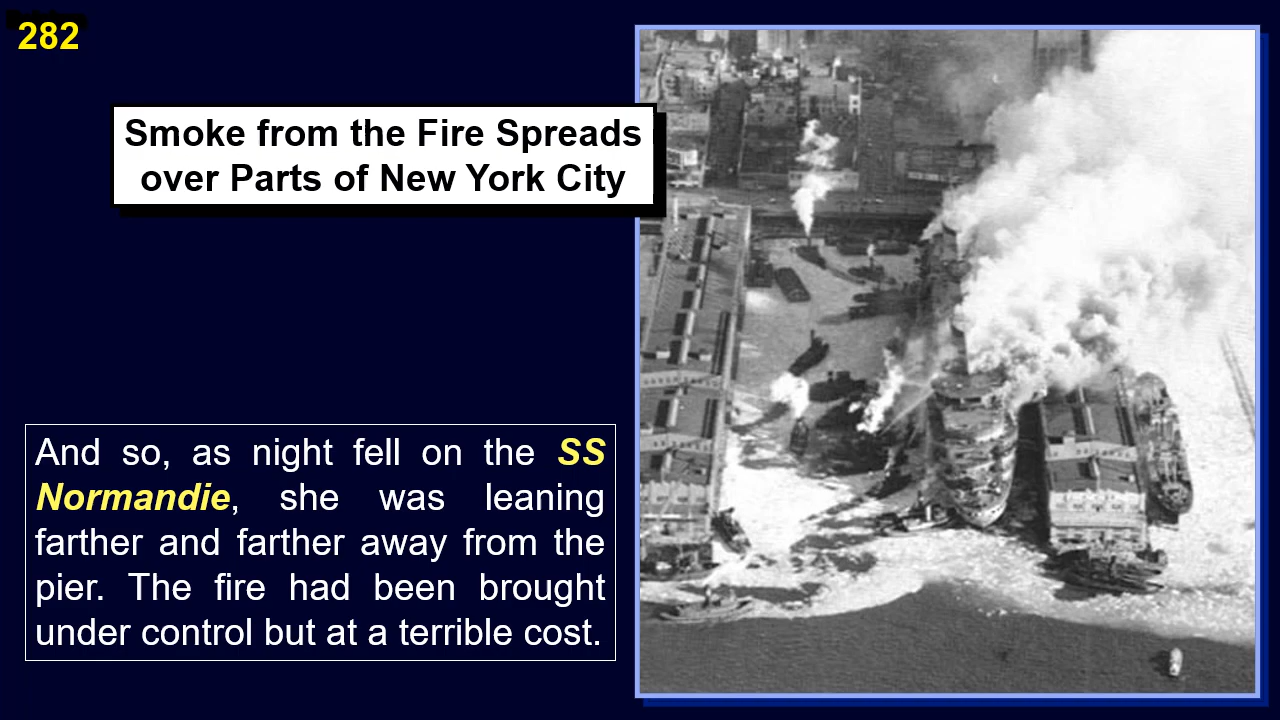 282
Smoke from the Fire Spreads
over Parts of New York City
And so, as night fell on the SS
Normandie, she was leaning
farther and farther away from the
pier. The fire had been brought
under control but at a terrible cost.